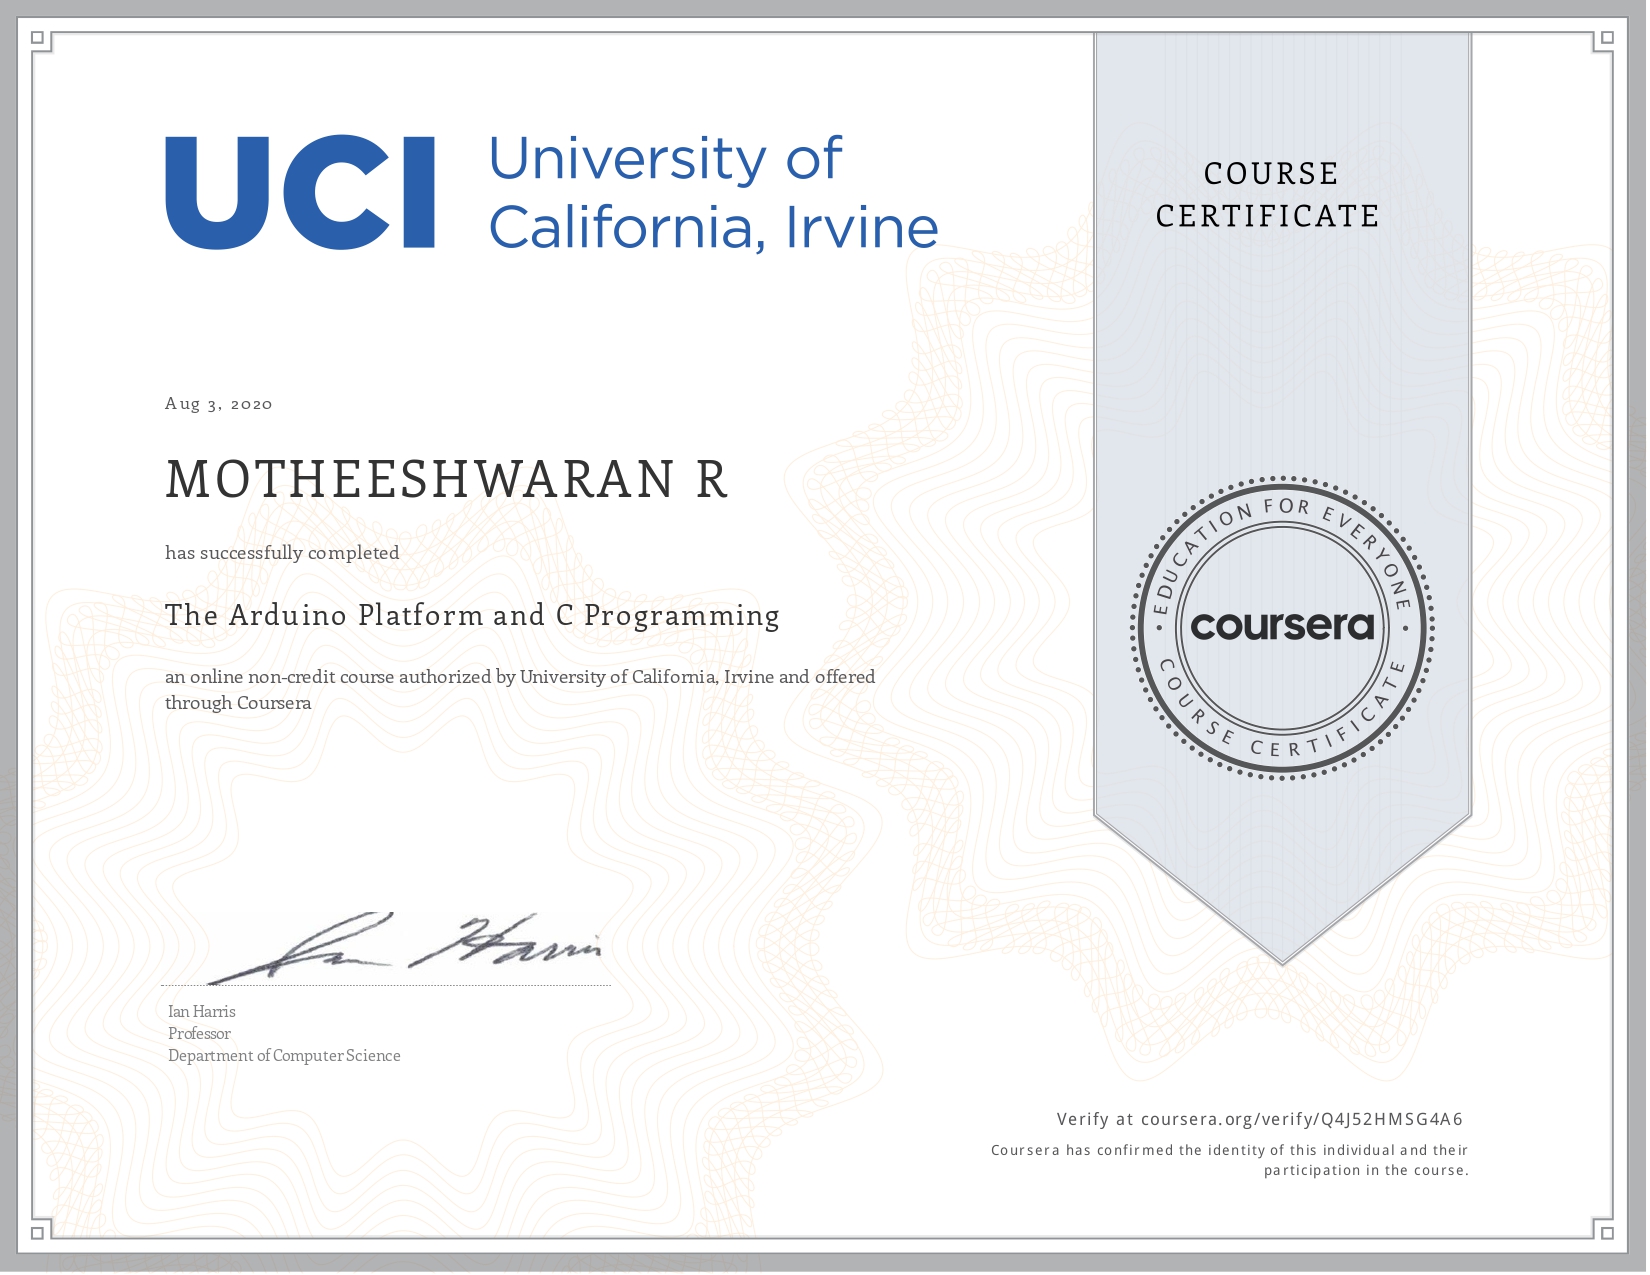 UCI University of
California, Irvine
COURSE
CERTIFICATE
Aug 3, 2020
MOTHEESHWARAN R
has successfully completed
The Arduino Platform and C Programming
an online non-credit course authorized by University of California, Irvine and offered
through Coursera
EDUCATION FOR EVERYONE
coursera
COURSE CERTIFICATE
Ian Harris
Ian Harris
Professor
Department of Computer Science
Verify at coursera.org/verify/Q4J52HMSG4A6
Coursera has confirmed the identity of this individual and their
participation in the course.